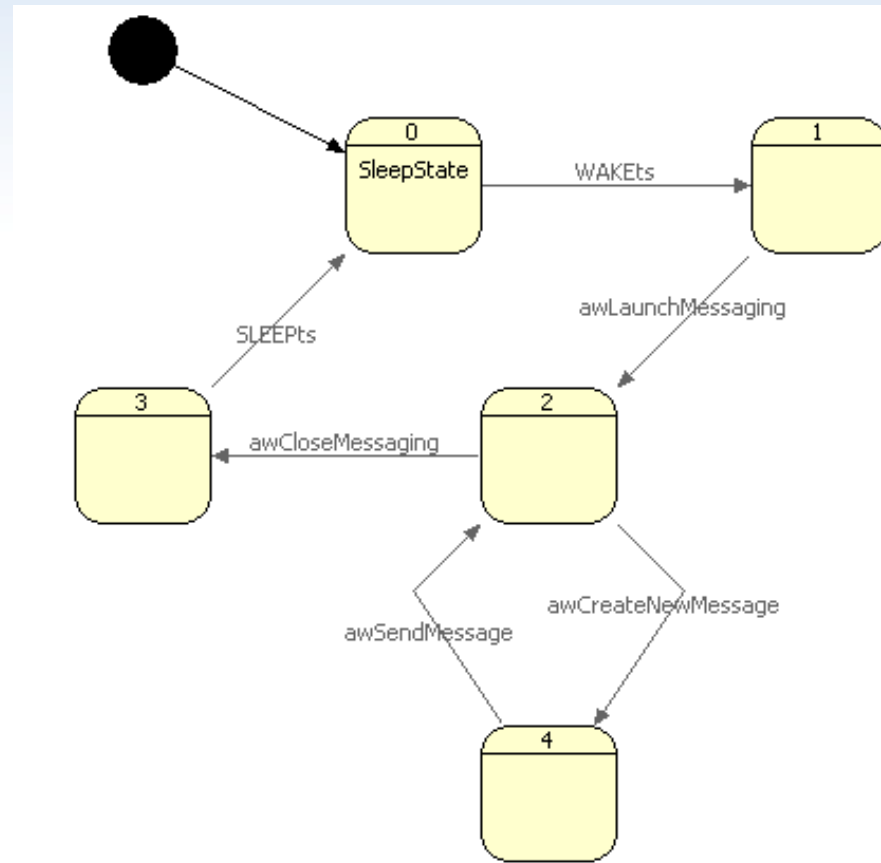 0
1
SleepState
WAKEts
awLaunchMessaging
SLEEPts
3
2
awCloseMessaging
awCreateNewMessage
awSendMessage
4